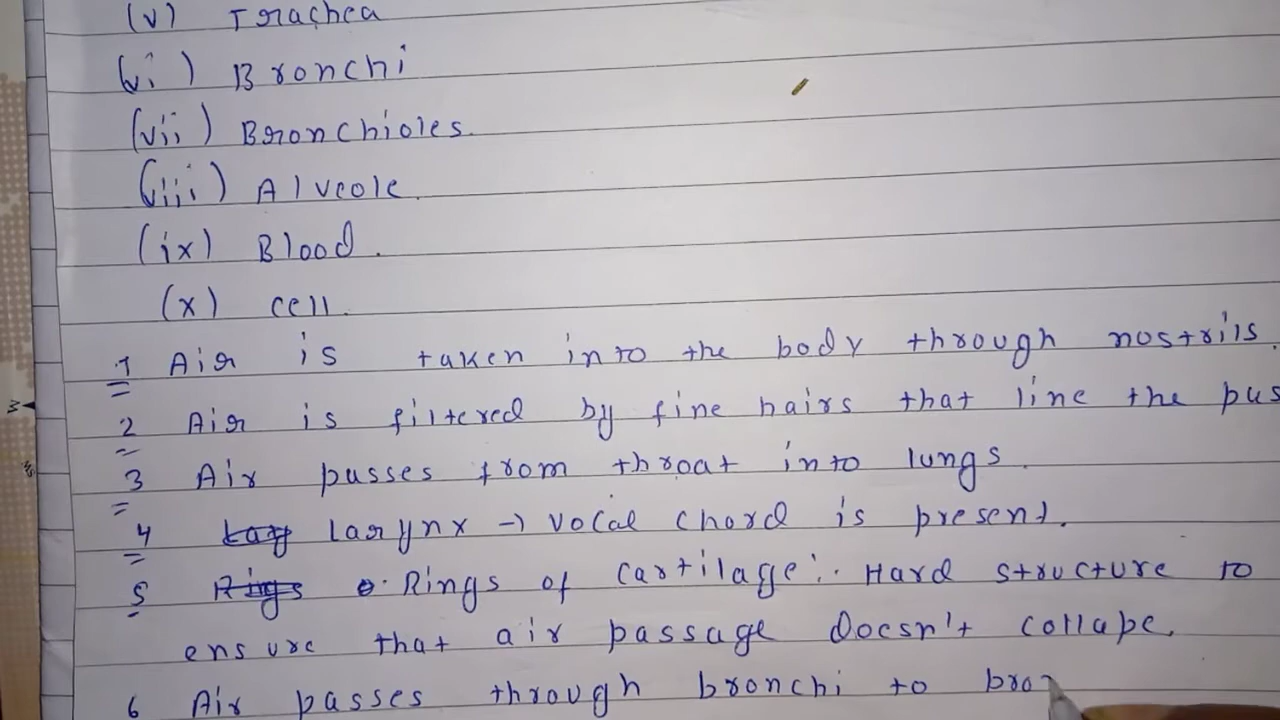 (v) Trachea
(vi) Bronchi
(vii) Bronchioles.
(viii) Alveole.
(ix) Blood.
(x) cell.
1 Air is taken into the body through nostrils.
2 Air is filtered by fine hairs that line the pas
3 Air passes from throat into lungs.
4 larynx → vocal chord is present.
5 Rings of cartilage :. Hard structure to
ensure that air passage doesn't collape.
6 Air passes through bronchi to bro